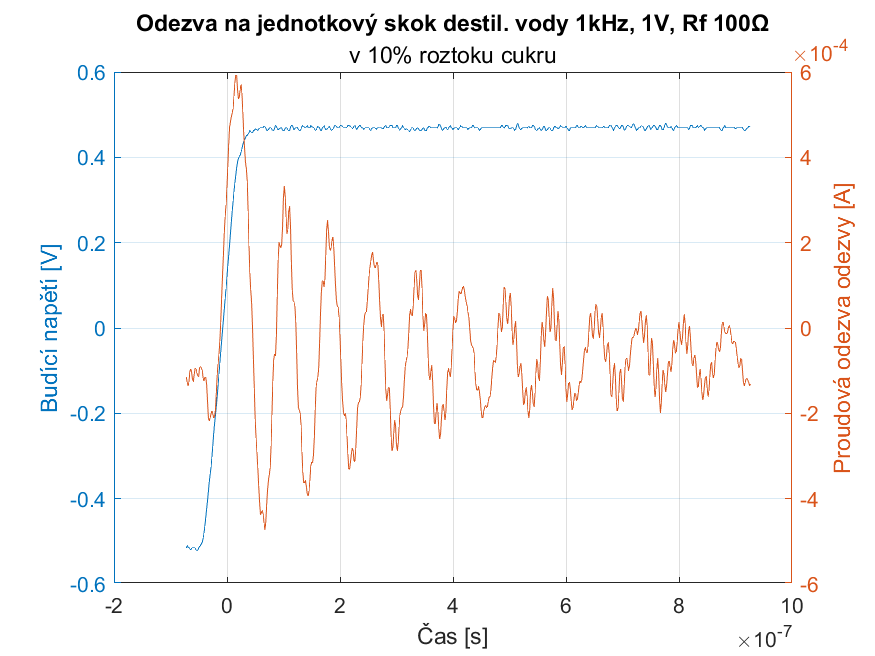 Odezva na jednotkový skok destil. vody 1kHz, 1V, Rf 100Ω
v 10% roztoku cukru
×10⁻⁴
0.6
0.4
0.2
0
-0.2
-0.4
-0.6
Budící napětí [V]
6
4
2
0
-2
-4
-6
Proudová odezva odezvy [A]
-2 0 2 4 6 8 10
Čas [s]
×10⁻⁷